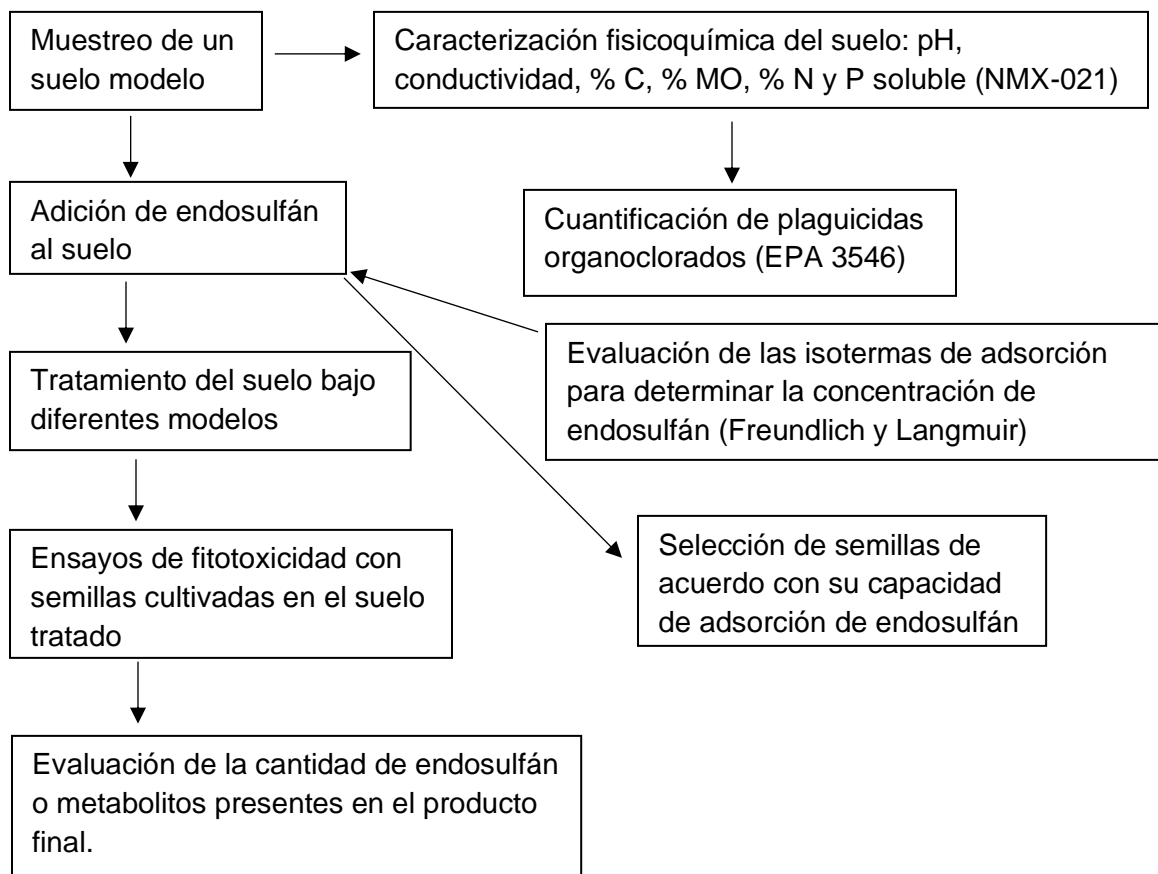 Muestreo de un
suelo modelo
Caracterización fisicoquímica del suelo: pH,
conductividad, % C, % MO, % N y P soluble (NMX-021)
Adición de endosulfán
al suelo
Cuantificación de plaguicidas
organoclorados (EPA 3546)
Tratamiento del suelo bajo
diferentes modelos
Evaluación de las isotermas de adsorción
para determinar la concentración de
endosulfán (Freundlich y Langmuir)
Ensayos de fitotoxicidad con
semillas cultivadas en el suelo
tratado
Selección de semillas de
acuerdo con su capacidad
de adsorción de endosulfán
Evaluación de la cantidad de endosulfán
o metabolitos presentes en el producto
final.